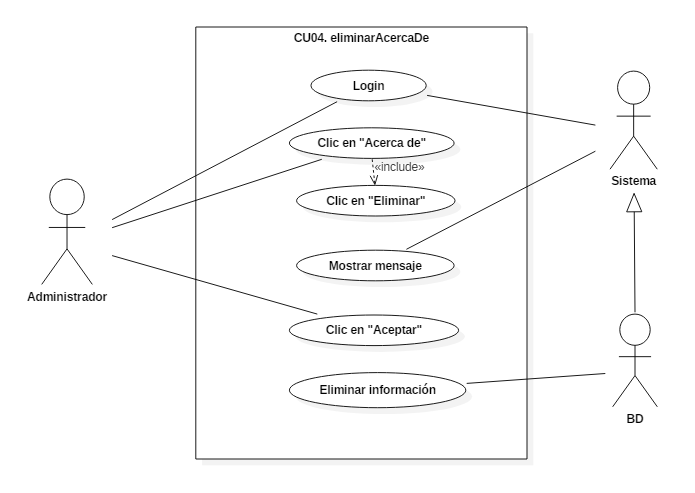 CU04. eliminarAcercaDe
Login
Clic en "Acerca de"
«include»
Clic en "Eliminar"
Mostrar mensaje
Clic en "Aceptar"
Eliminar información
Administrador
Sistema
BD